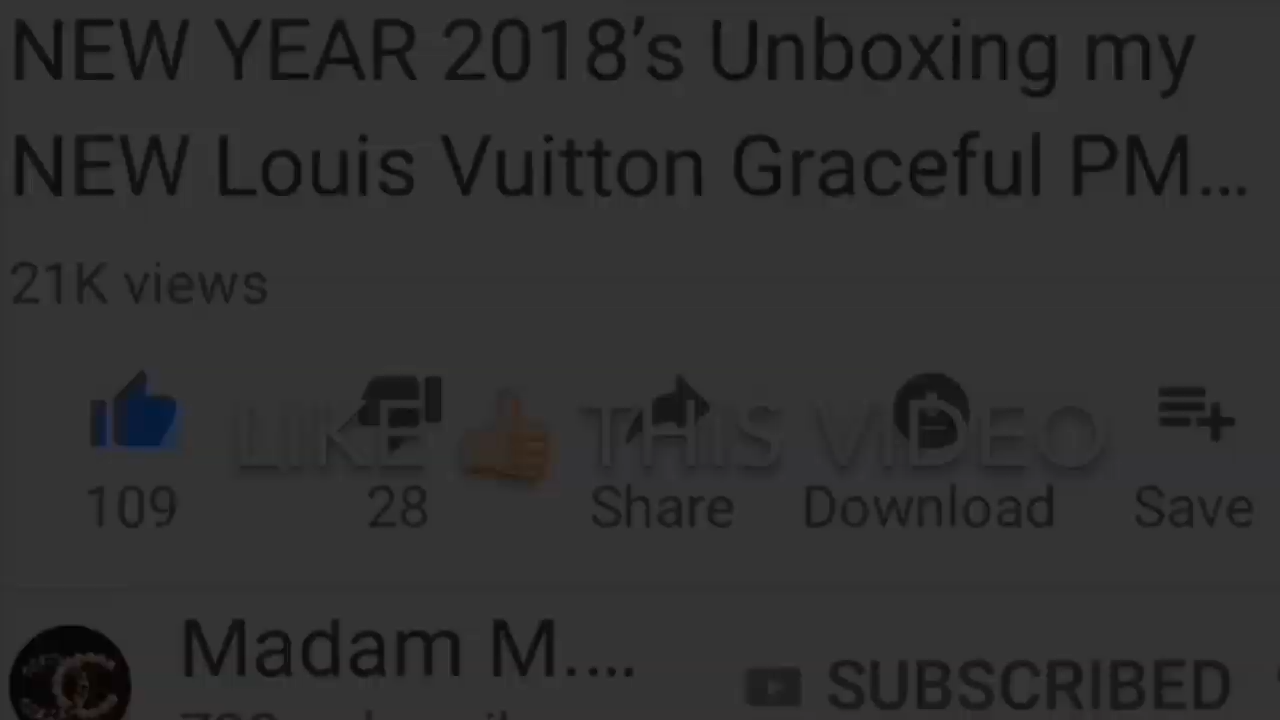 NEW YEAR 2018's Unboxing my
NEW Louis Vuitton Graceful PM...
21K views
LIKE 👍 THIS VIDEO
109 28 Share Download Save
Madam M....
SUBSCRIBED